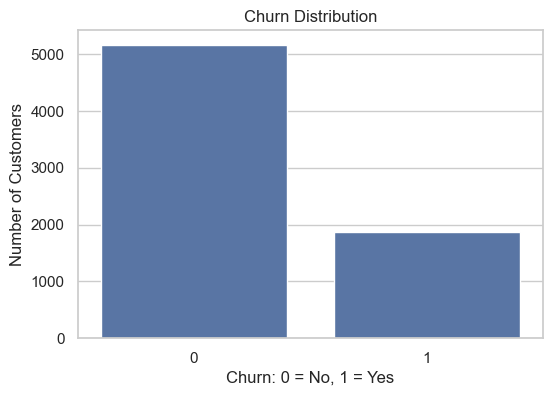 Churn Distribution
Number of Customers
5000
4000
3000
2000
1000
0
0 1
Churn: 0 = No, 1 = Yes